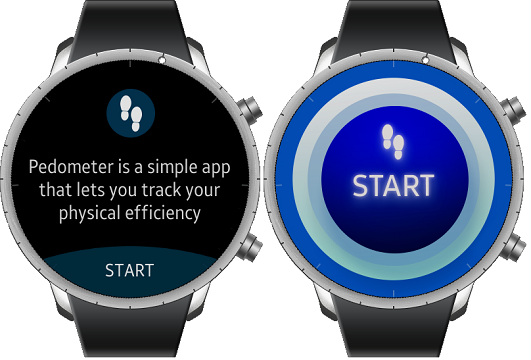 Pedometer is a simple app
that lets you track your
physical efficiency
START
START